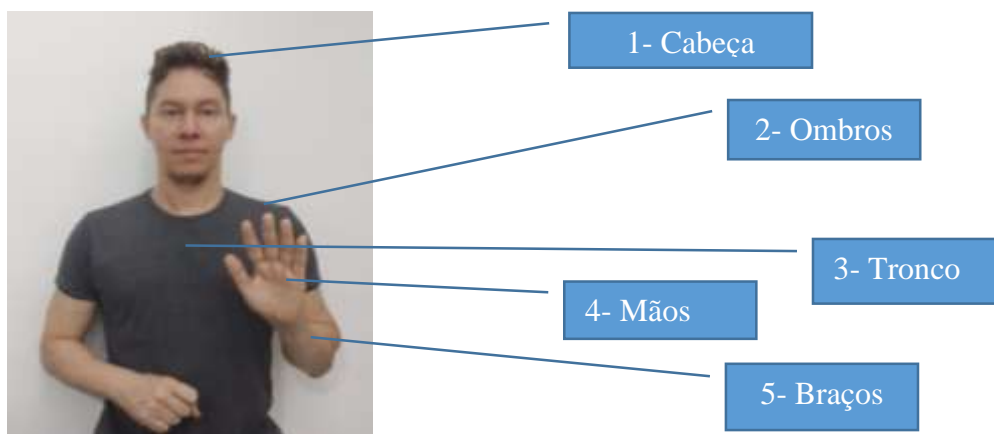 1- Cabeça
2- Ombros
3- Tronco
4- Mãos
5- Braços